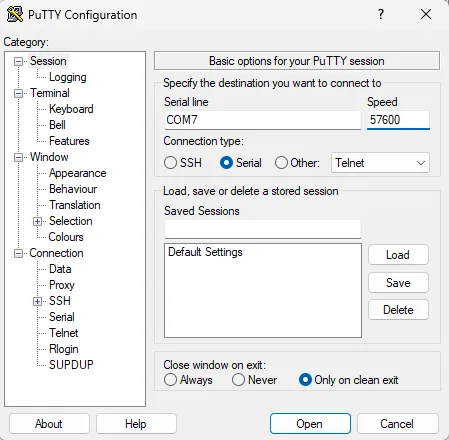 PuTTY Configuration
?
Category:
Session
Logging
Terminal
Keyboard
Bell
Features
Window
Appearance
Behaviour
Translation
Selection
Colours
Connection
Data
Proxy
SSH
Serial
Telnet
Rlogin
SUPDUP
Basic options for your PuTTY session
Specify the destination you want to connect to
Serial line Speed
COM7 57600
Connection type:
SSH Serial Other: Telnet
Load, save or delete a stored session
Saved Sessions
Default Settings
Load
Save
Delete
Close window on exit:
Always Never Only on clean exit
About Help Open Cancel